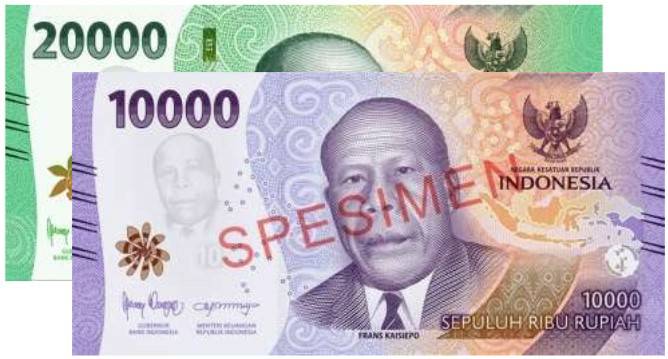 20000
10000
NEGARA KESATUAN REPUBLIK
INDONESIA
SPECIMEN
10000
SEPULUH RIBU RUPIAH
GUBERNUR
BANK INDONESIA
MENTERI KEUANGAN
REPUBLIK INDONESIA
FRANS KAISIEPO